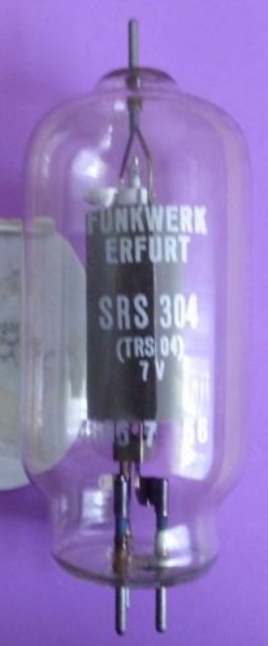 FUNKWERK
ERFURT
SRS 304
(TRS 04)
7 V